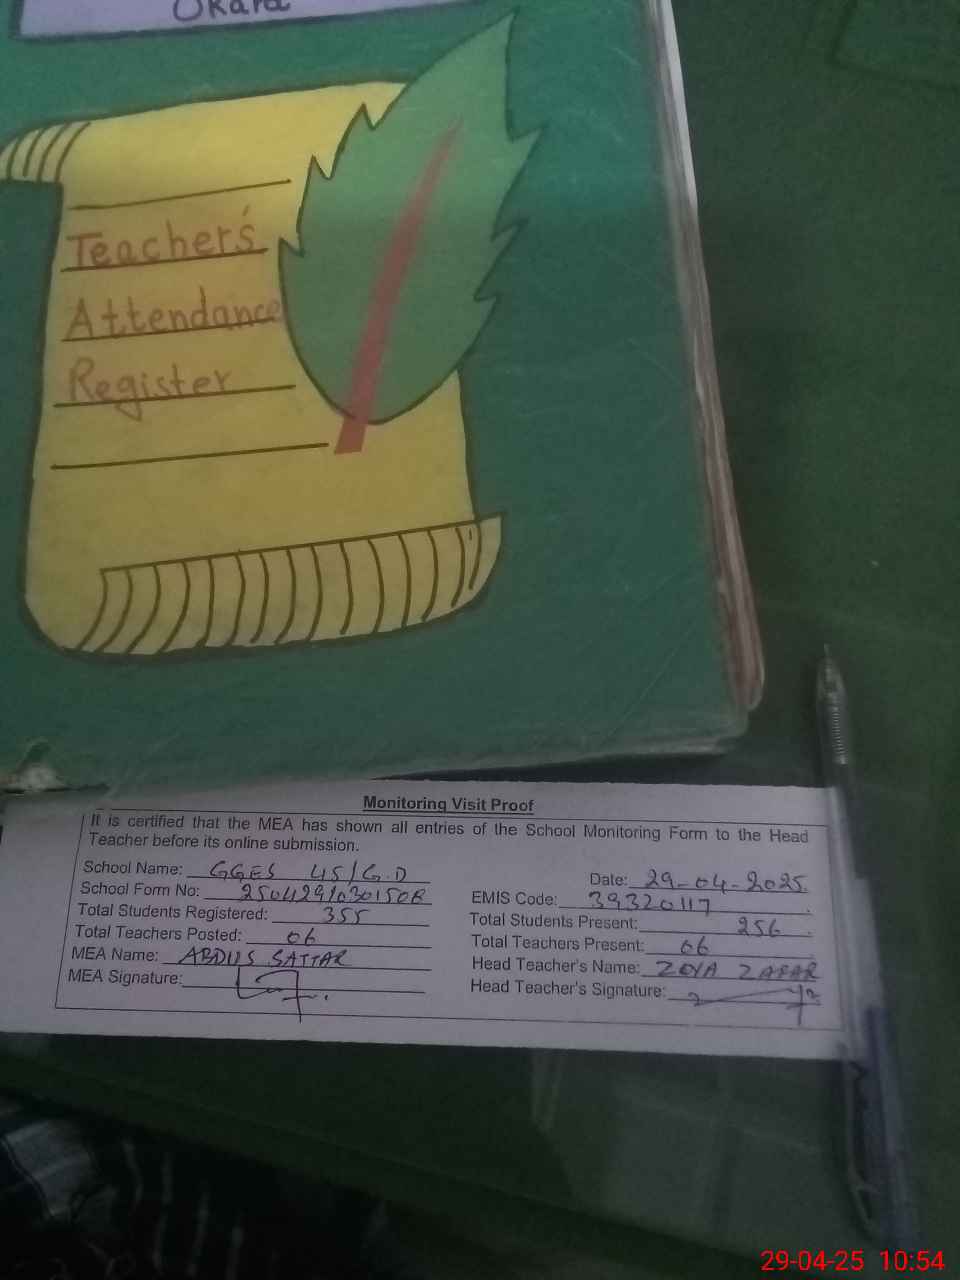 Okara
Teacher's
Attendance
Register
Monitoring Visit Proof
It is certified that the MEA has shown all entries of the School Monitoring Form to the Head
Teacher before its online submission.
School Name: GGES 45/G.D
Date: 29-04-2025
School Form No:
EMIS Code: 39320117
Total Students Registered: 355
Total Students Present: 256
Total Teachers Posted: 06
Total Teachers Present: 06
MEA Name: ABDUS SATTAR
Head Teacher's Name: ZOYA ZAFAR
MEA Signature:
Head Teacher's Signature:
29-04-25 10:54